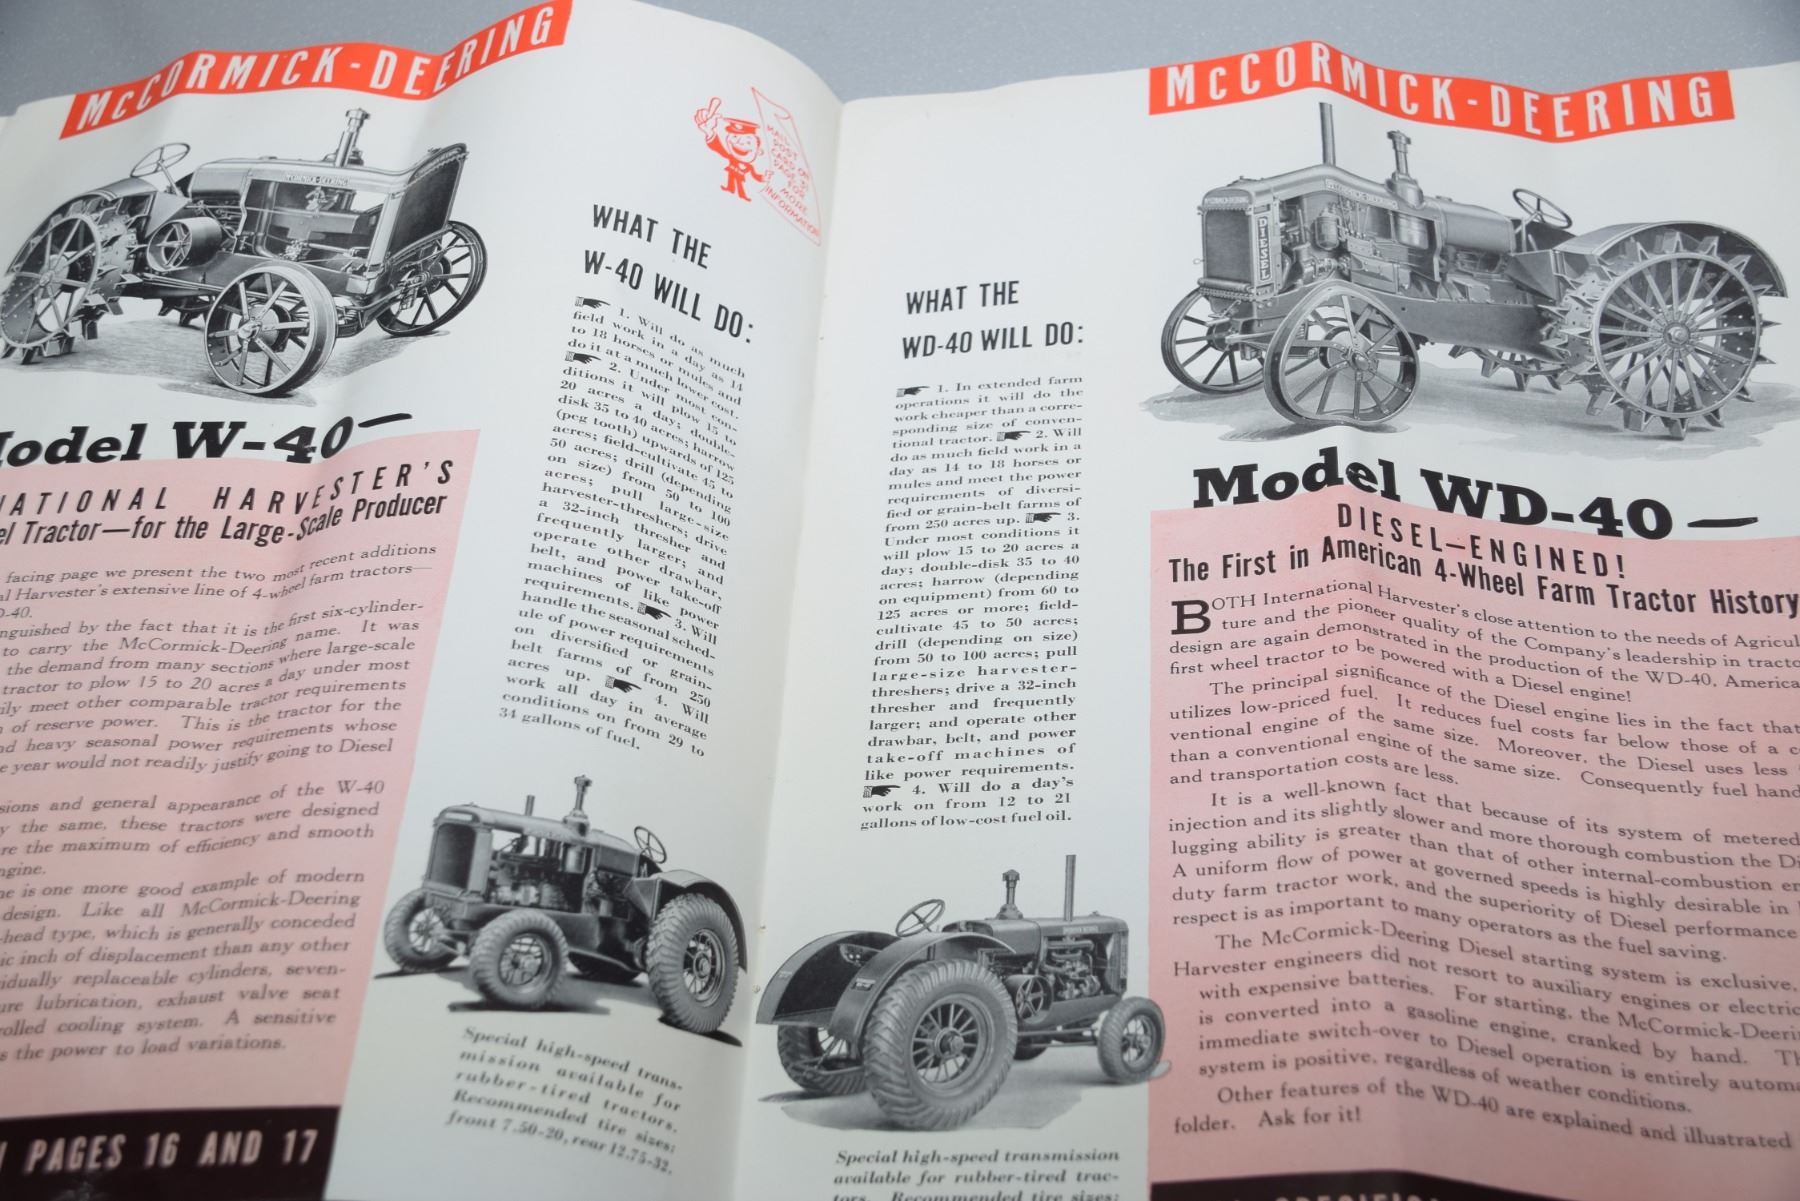 McCORMICK-DEERING
McCORMICK-DEERING
Model W-40—
HARVESTER'S
Tractor—for the Large-Scale Producer
facing page we present the two most recent additions
Harvester's extensive line of 4-wheel farm tractors—
by the fact that it is the first six-cylinder
to carry the McCormick-Deering name. It was
the demand from many sections where large-scale
tractor to plow 15 to 20 acres a day under most
meet other comparable tractor requirements
of reserve power. This is the tractor for the
heavy seasonal power requirements whose
year would not readily justify going to Diesel
and general appearance of the W-40
the same, these tractors were designed
the maximum of efficiency and smooth
is one more good example of modern
design. Like all McCormick-Deering
-head type, which is generally conceded
inch of displacement than any other
replaceable cylinders, seven-
lubrication, exhaust valve seat
cooling system. A sensitive
the power to load variations.
PAGES 16 AND 17
MAIL
POST
CARD ON
PAGE
FOR
MORE
INFORMATION
WHAT THE
W-40 WILL DO:
1. Will do as much
field work in a day as 14
to 18 horses or mules and
do it at a much lower cost.
2. Under most con-
ditions it will plow 15 to
20 acres a day; double-
disk 35 to 40 acres; harrow
(peg tooth) upwards of 125
acres; field-cultivate 45 to
50 acres; drill (depending
on size) from 50 to 100
acres; pull large-size
harvester-threshers, drive
a 32-inch thresher and
frequently larger; and
operate other drawbar,
belt, and power take-off
machines of like power
requirements. 3. Will
handle the seasonal sched-
ule of power requirements
on diversified or grain-
belt farms of from 250
acres up. 4. Will
work all day in average
conditions on from 29 to
34 gallons of fuel.
Special high-speed trans-
mission available for
rubber-tired tractors.
Recommended tire sizes:
front 7.50-20, rear 12.75-32.
WHAT THE
WD-40 WILL DO:
1. In extended farm
operations it will do the
work cheaper than a corre-
sponding size of conven-
tional tractor. 2. Will
do as much field work in a
day as 14 to 18 horses or
mules and meet the power
requirements of diversi-
fied or grain-belt farms of
from 250 acres up. 3.
Under most conditions it
will plow 15 to 20 acres a
day; double-disk 35 to 40
acres; harrow (depending
on equipment) from 60 to
125 acres or more; field-
cultivate 45 to 50 acres;
drill (depending on size)
from 50 to 100 acres; pull
large-size harvester-
threshers; drive a 32-inch
thresher and frequently
larger; and operate other
drawbar, belt, and power
take-off machines of
like power requirements.
4. Will do a day's
work on from 12 to 21
gallons of low-cost fuel oil.
Special high-speed transmission
available for rubber-tired trac-
tors. Recommended tire sizes:
McCORMICK-DEERING
McCORMICK-DEERING
DIESEL
Model WD-40—
DIESEL—ENGINED!
The First in American 4-Wheel Farm Tractor History
BOTH International Harvester's close attention to the needs of
ture and the pioneer quality of the Company's leadership in
design are again demonstrated in the production of the WD-40,
first wheel tractor to be powered with a Diesel engine!
The principal significance of the Diesel engine lies in the fact that
utilizes low-priced fuel. It reduces fuel costs far below those of a
ventional engine of the same size. Moreover, the Diesel uses less
than a conventional engine of the same size. Consequently fuel
and transportation costs are less.
It is a well-known fact that because of its system of metered
injection and its slightly slower and more thorough combustion the
lugging ability is greater than that of other internal-combustion
A uniform flow of power at governed speeds is highly desirable in
duty farm tractor work, and the superiority of Diesel performance
respect is as important to many operators as the fuel saving.
The McCormick-Deering Diesel starting system is exclusive.
Harvester engineers did not resort to auxiliary engines or
with expensive batteries. For starting, the
is converted into a gasoline engine, cranked by hand.
immediate switch-over to Diesel operation is entirely
system is positive, regardless of weather conditions.
Other features of the WD-40 are explained and illustrated
folder. Ask for it!